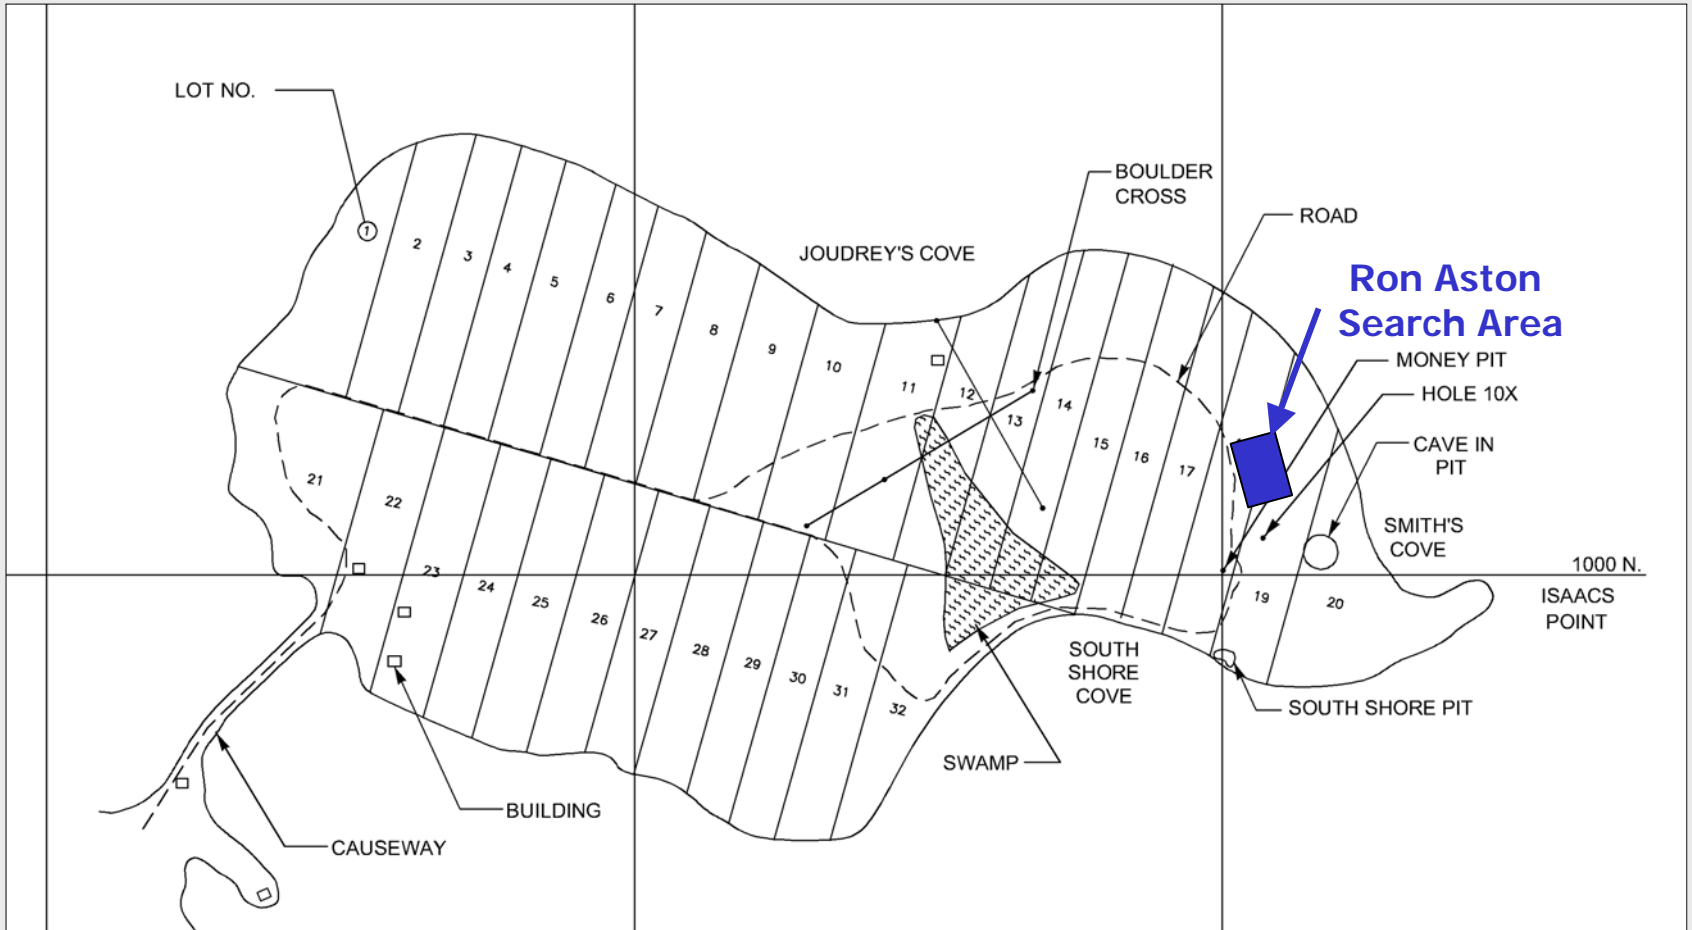 LOT NO.
1
2
3
4
5
6
7
8
9
10
11
12
13
14
15
16
17
JOUDREY'S COVE
BOULDER
CROSS
ROAD
Ron Aston
Search Area
MONEY PIT
HOLE 10X
CAVE IN
PIT
SMITH'S
COVE
1000 N.
ISAACS
POINT
21
22
23
24
25
26
27
28
29
30
31
32
19
20
SOUTH
SHORE
COVE
SOUTH SHORE PIT
SWAMP
BUILDING
CAUSEWAY